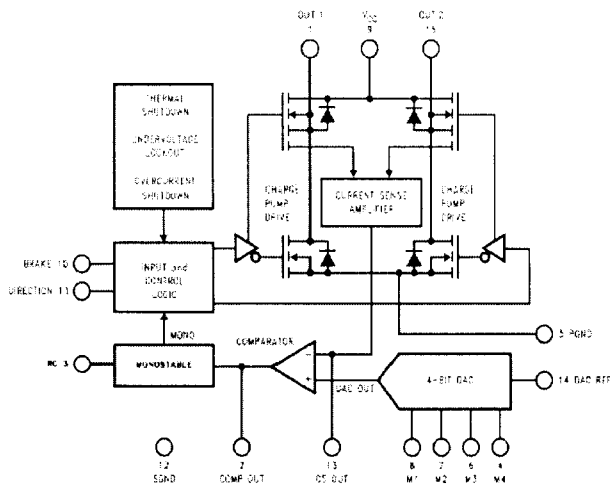 OUT 1
1
VCC
9
OUT 2
15
THERMAL
SHUTDOWN
UNDERVOLTAGE
LOCKOUT
OVERCURRENT
SHUTDOWN
CHARGE
PUMP
DRIVE
CURRENT SENSE
AMPLIFIER
CHARGE
PUMP
DRIVE
BRAKE 10
INPUT and
CONTROL
LOGIC
DIRECTION 11
MONO
COMPARATOR
5 PGND
RC 3
MONOSTABLE
−
+
DAC OUT
4-BIT DAC
14 DAC REF
12
SGND
2
COMP OUT
13
CS OUT
8
M1
7
M2
6
M3
4
M4